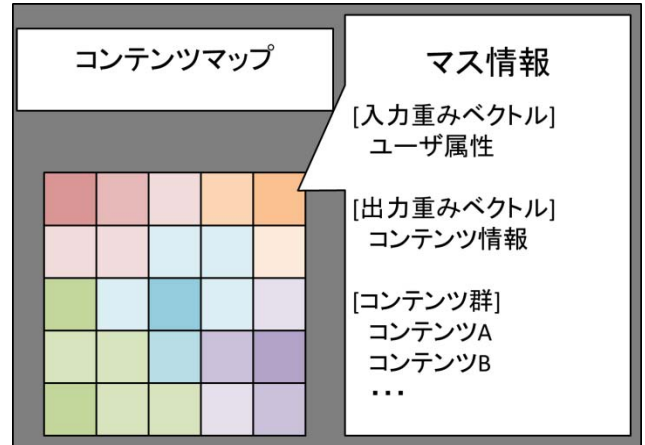 コンテンツマップ
マス情報
[入力重みベクトル]
ユーザ属性
[出力重みベクトル]
コンテンツ情報
[コンテンツ群]
コンテンツA
コンテンツB
・・・